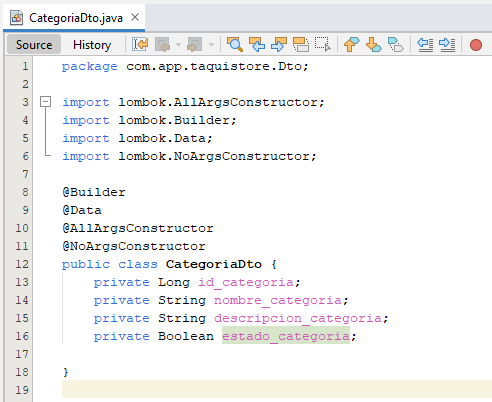 CategoriaDto.java
Source History
1 package com.app.taquistore.Dto;
2
3 import lombok.AllArgsConstructor;
4 import lombok.Builder;
5 import lombok.Data;
6 import lombok.NoArgsConstructor;
7
8 @Builder
9 @Data
10 @AllArgsConstructor
11 @NoArgsConstructor
12 public class CategoriaDto {
13 private Long id_categoria;
14 private String nombre_categoria;
15 private String descripcion_categoria;
16 private Boolean estado_categoria;
17
18 }
19